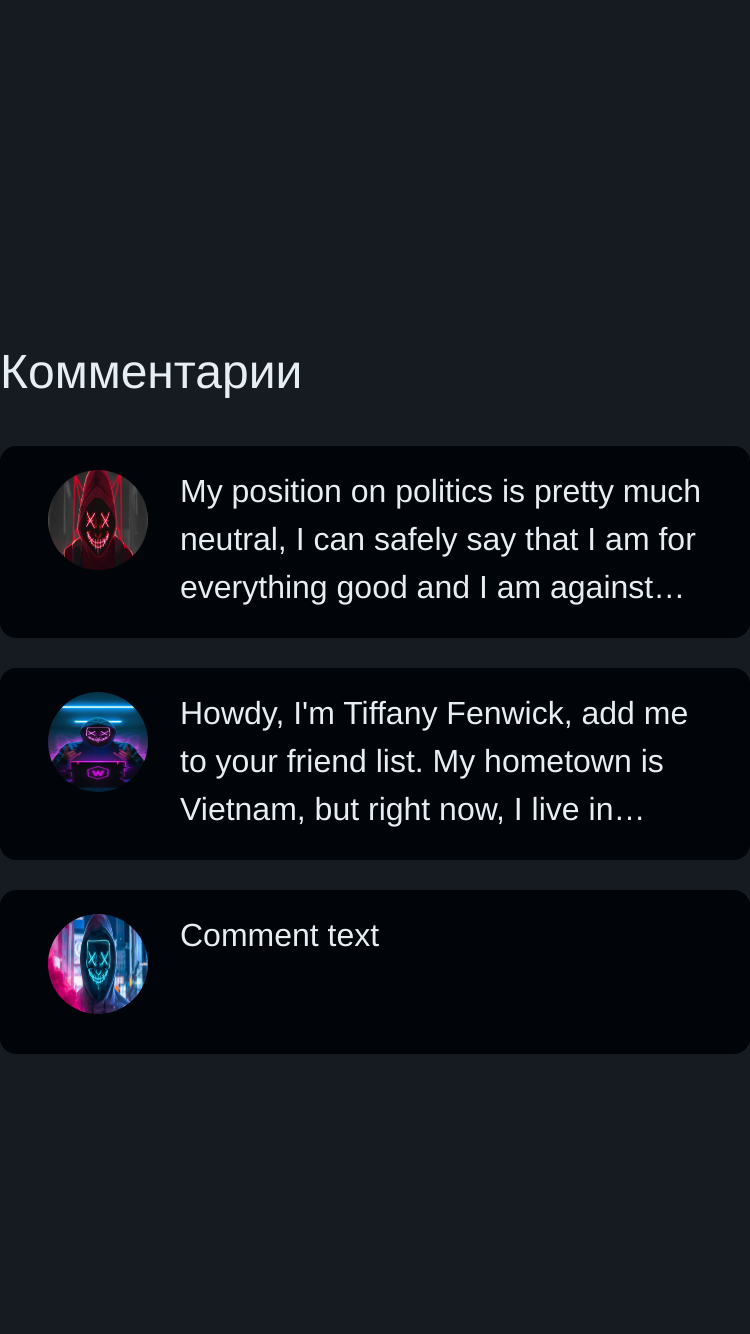 Комментарии
My position on politics is pretty much
neutral, I can safely say that I am for
everything good and I am against…
Howdy, I'm Tiffany Fenwick, add me
to your friend list. My hometown is
Vietnam, but right now, I live in…
Comment text